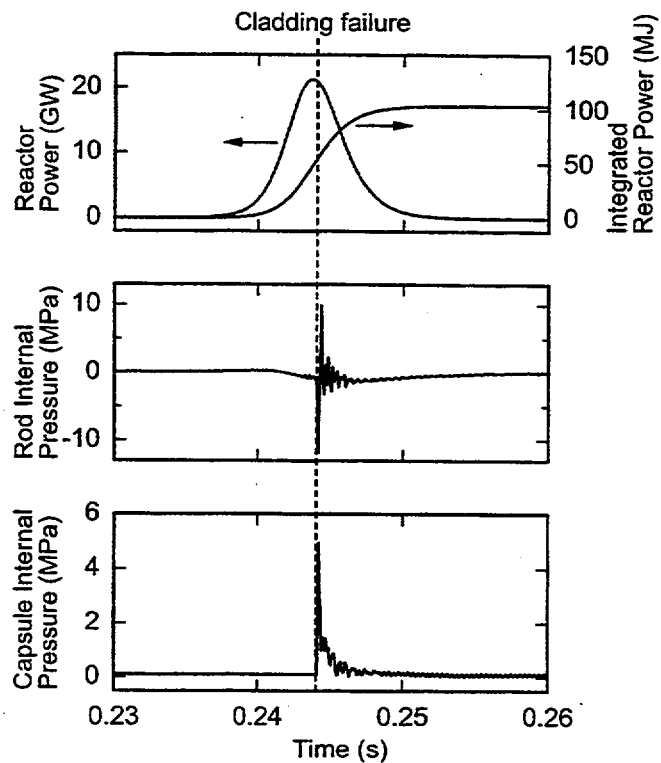 Cladding failure
Reactor
Power (GW)
20
10
0
150
100
50
0
Integrated
Reactor Power (MJ)
Rod Internal
Pressure (MPa)
10
0
-10
Capsule Internal
Pressure (MPa)
6
4
2
0
0.23
0.24
0.25
0.26
Time (s)